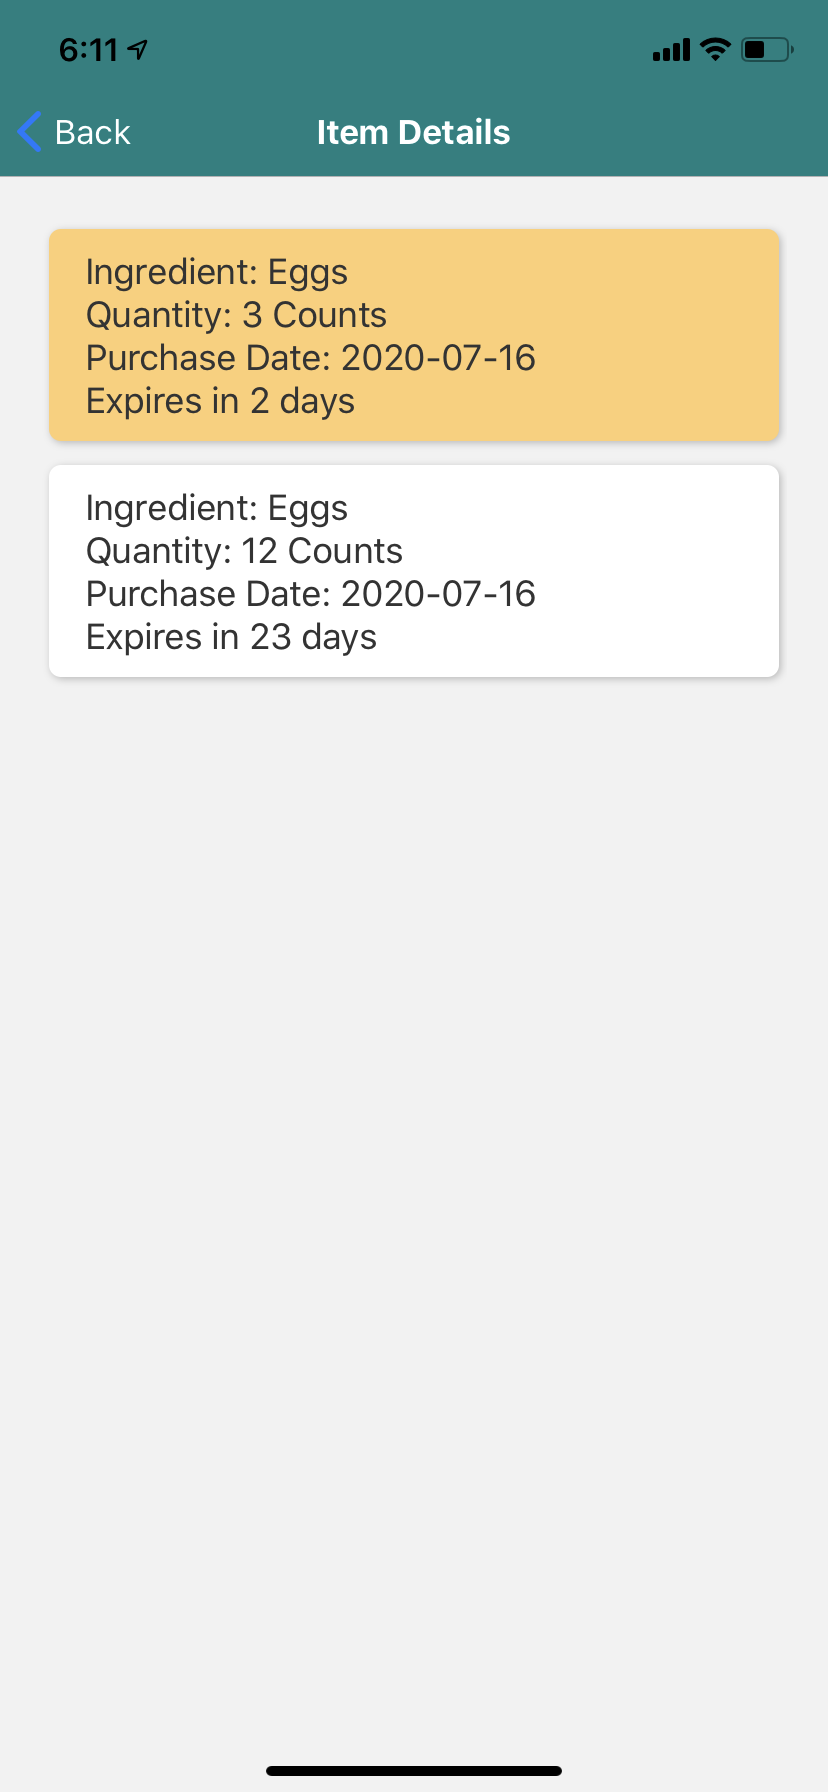 6:11
Back
Item Details
Ingredient: Eggs
Quantity: 3 Counts
Purchase Date: 2020-07-16
Expires in 2 days
Ingredient: Eggs
Quantity: 12 Counts
Purchase Date: 2020-07-16
Expires in 23 days